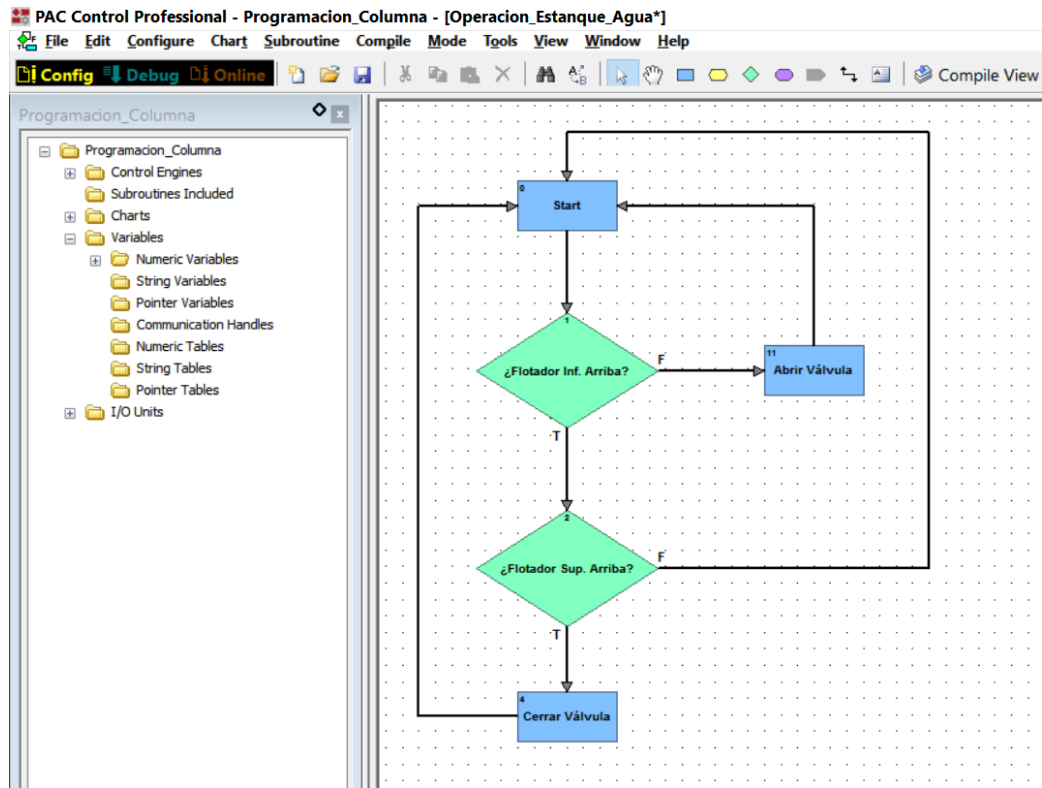 PAC Control Professional - Programacion_Columna - [Operacion_Estanque_Agua*]
File Edit Configure Chart Subroutine Compile Mode Tools View Window Help
Config Debug Online Compile View
Programacion_Columna
Programacion_Columna
Control Engines
Subroutines Included
Charts
Variables
Numeric Variables
String Variables
Pointer Variables
Communication Handles
Numeric Tables
String Tables
Pointer Tables
I/O Units
0
Start
1
¿Flotador Inf. Arriba?
F
T
11
Abrir Válvula
2
¿Flotador Sup. Arriba?
F
T
4
Cerrar Válvula